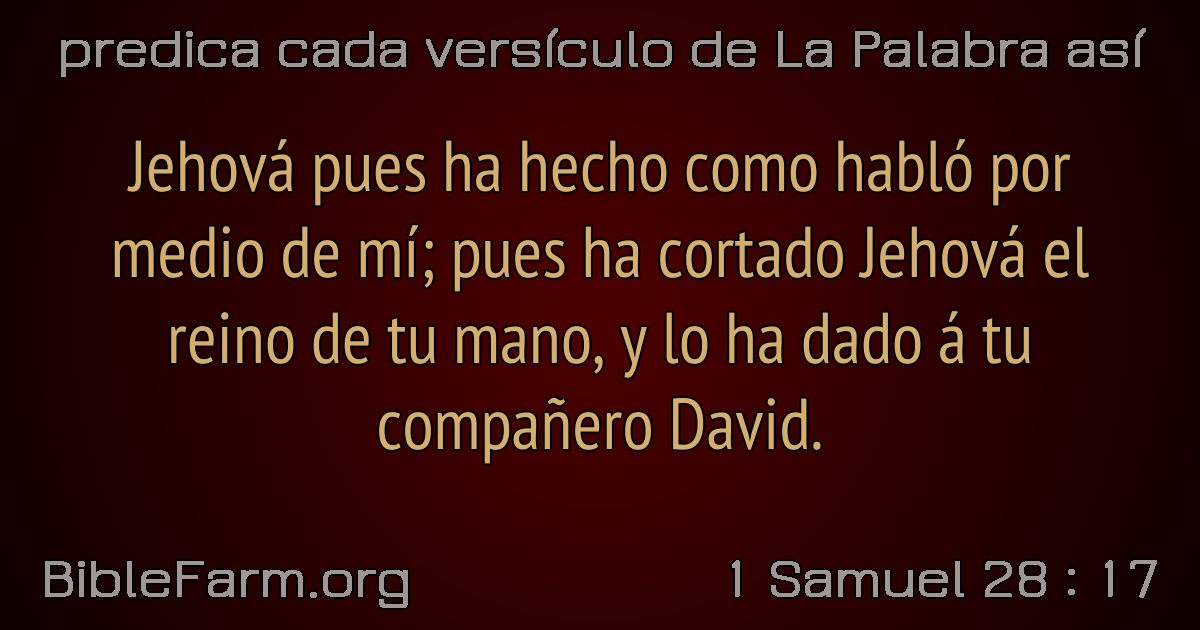 predica cada versículo de La Palabra así
Jehová pues ha hecho como habló por
medio de mí; pues ha cortado Jehová el
reino de tu mano, y lo ha dado á tu
compañero David.
BibleFarm.org
1 Samuel 28 : 17